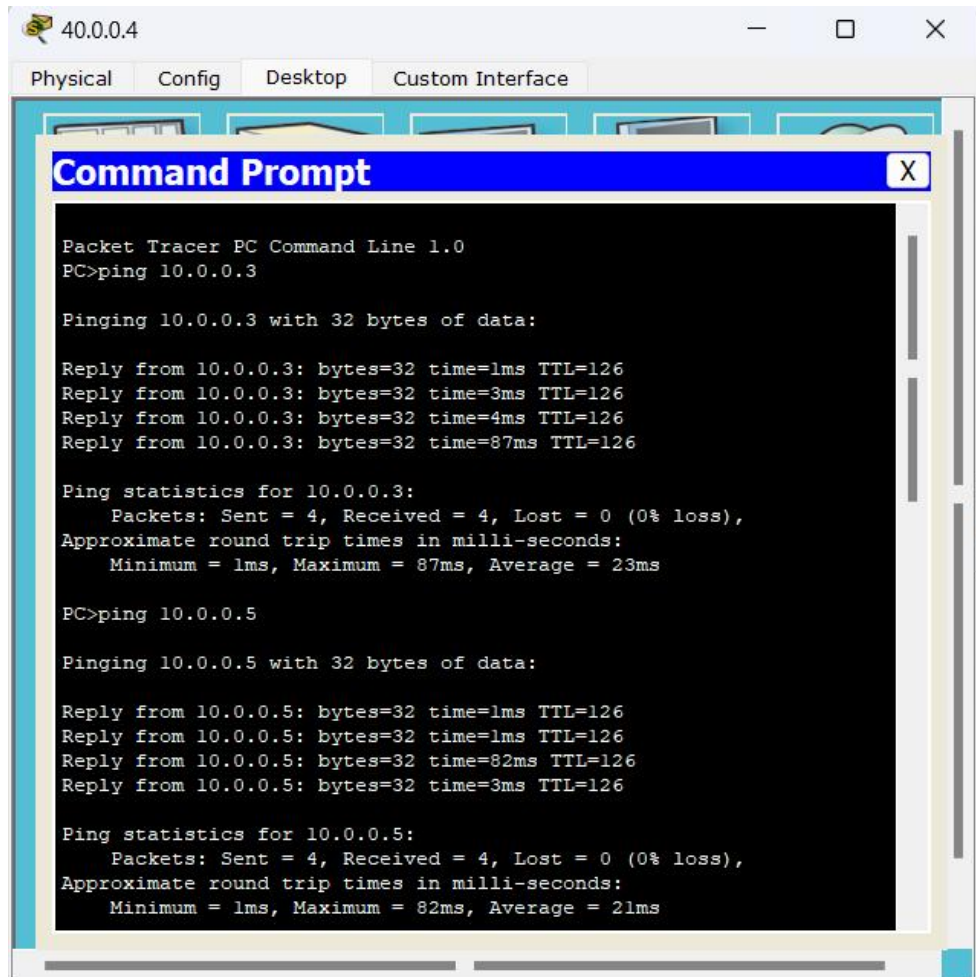 40.0.0.4
Physical Config Desktop Custom Interface
Command Prompt X
Packet Tracer PC Command Line 1.0
PC>ping 10.0.0.3
Pinging 10.0.0.3 with 32 bytes of data:
Reply from 10.0.0.3: bytes=32 time=1ms TTL=126
Reply from 10.0.0.3: bytes=32 time=3ms TTL=126
Reply from 10.0.0.3: bytes=32 time=4ms TTL=126
Reply from 10.0.0.3: bytes=32 time=87ms TTL=126
Ping statistics for 10.0.0.3:
Packets: Sent = 4, Received = 4, Lost = 0 (0% loss),
Approximate round trip times in milli-seconds:
Minimum = 1ms, Maximum = 87ms, Average = 23ms
PC>ping 10.0.0.5
Pinging 10.0.0.5 with 32 bytes of data:
Reply from 10.0.0.5: bytes=32 time=1ms TTL=126
Reply from 10.0.0.5: bytes=32 time=1ms TTL=126
Reply from 10.0.0.5: bytes=32 time=82ms TTL=126
Reply from 10.0.0.5: bytes=32 time=3ms TTL=126
Ping statistics for 10.0.0.5:
Packets: Sent = 4, Received = 4, Lost = 0 (0% loss),
Approximate round trip times in milli-seconds:
Minimum = 1ms, Maximum = 82ms, Average = 21ms